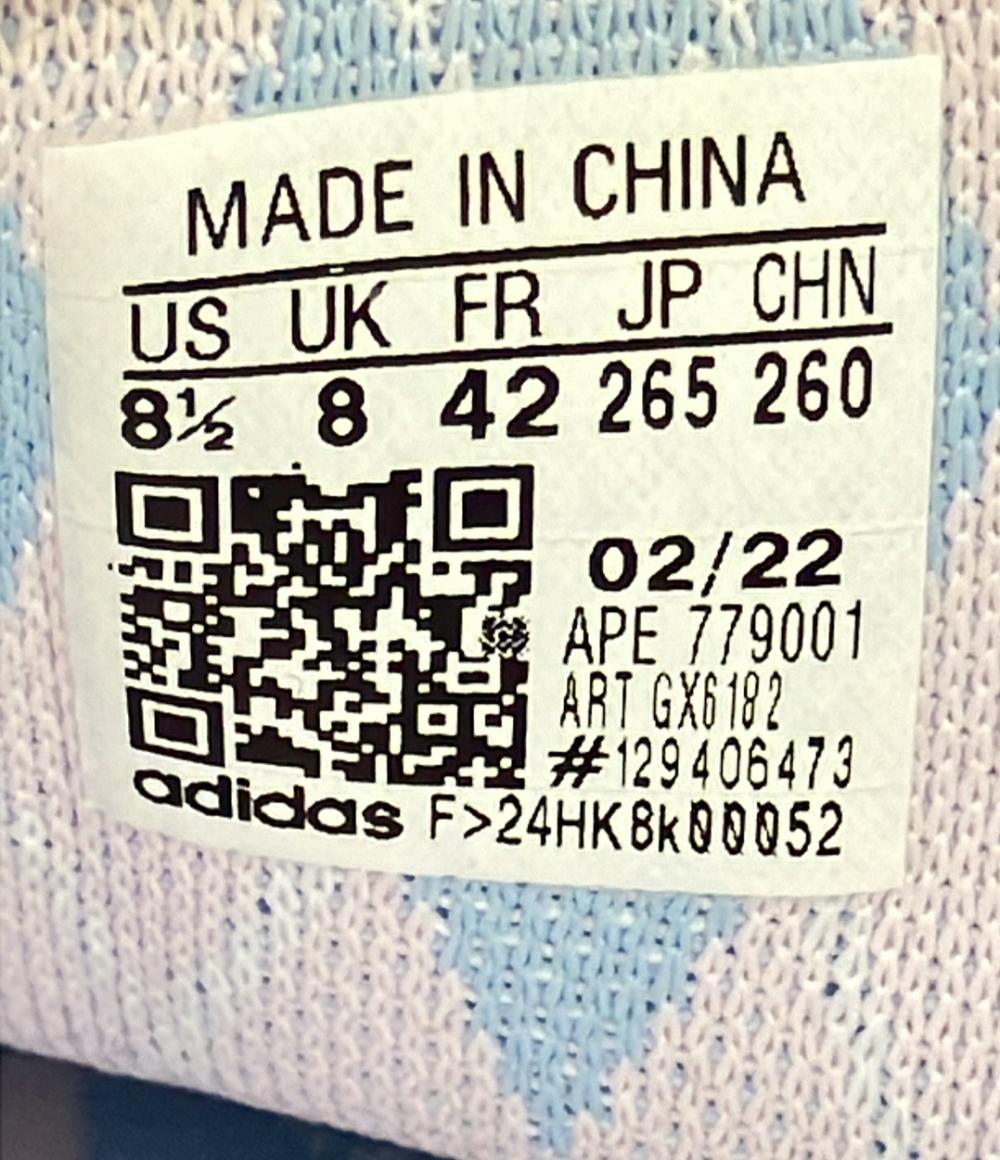 MADE IN CHINA
US UK FR JP CHN
8½ 8 42 265 260
02/22
APE 779001
ART GX6182
#129406473
adidas F>24HK8k00052